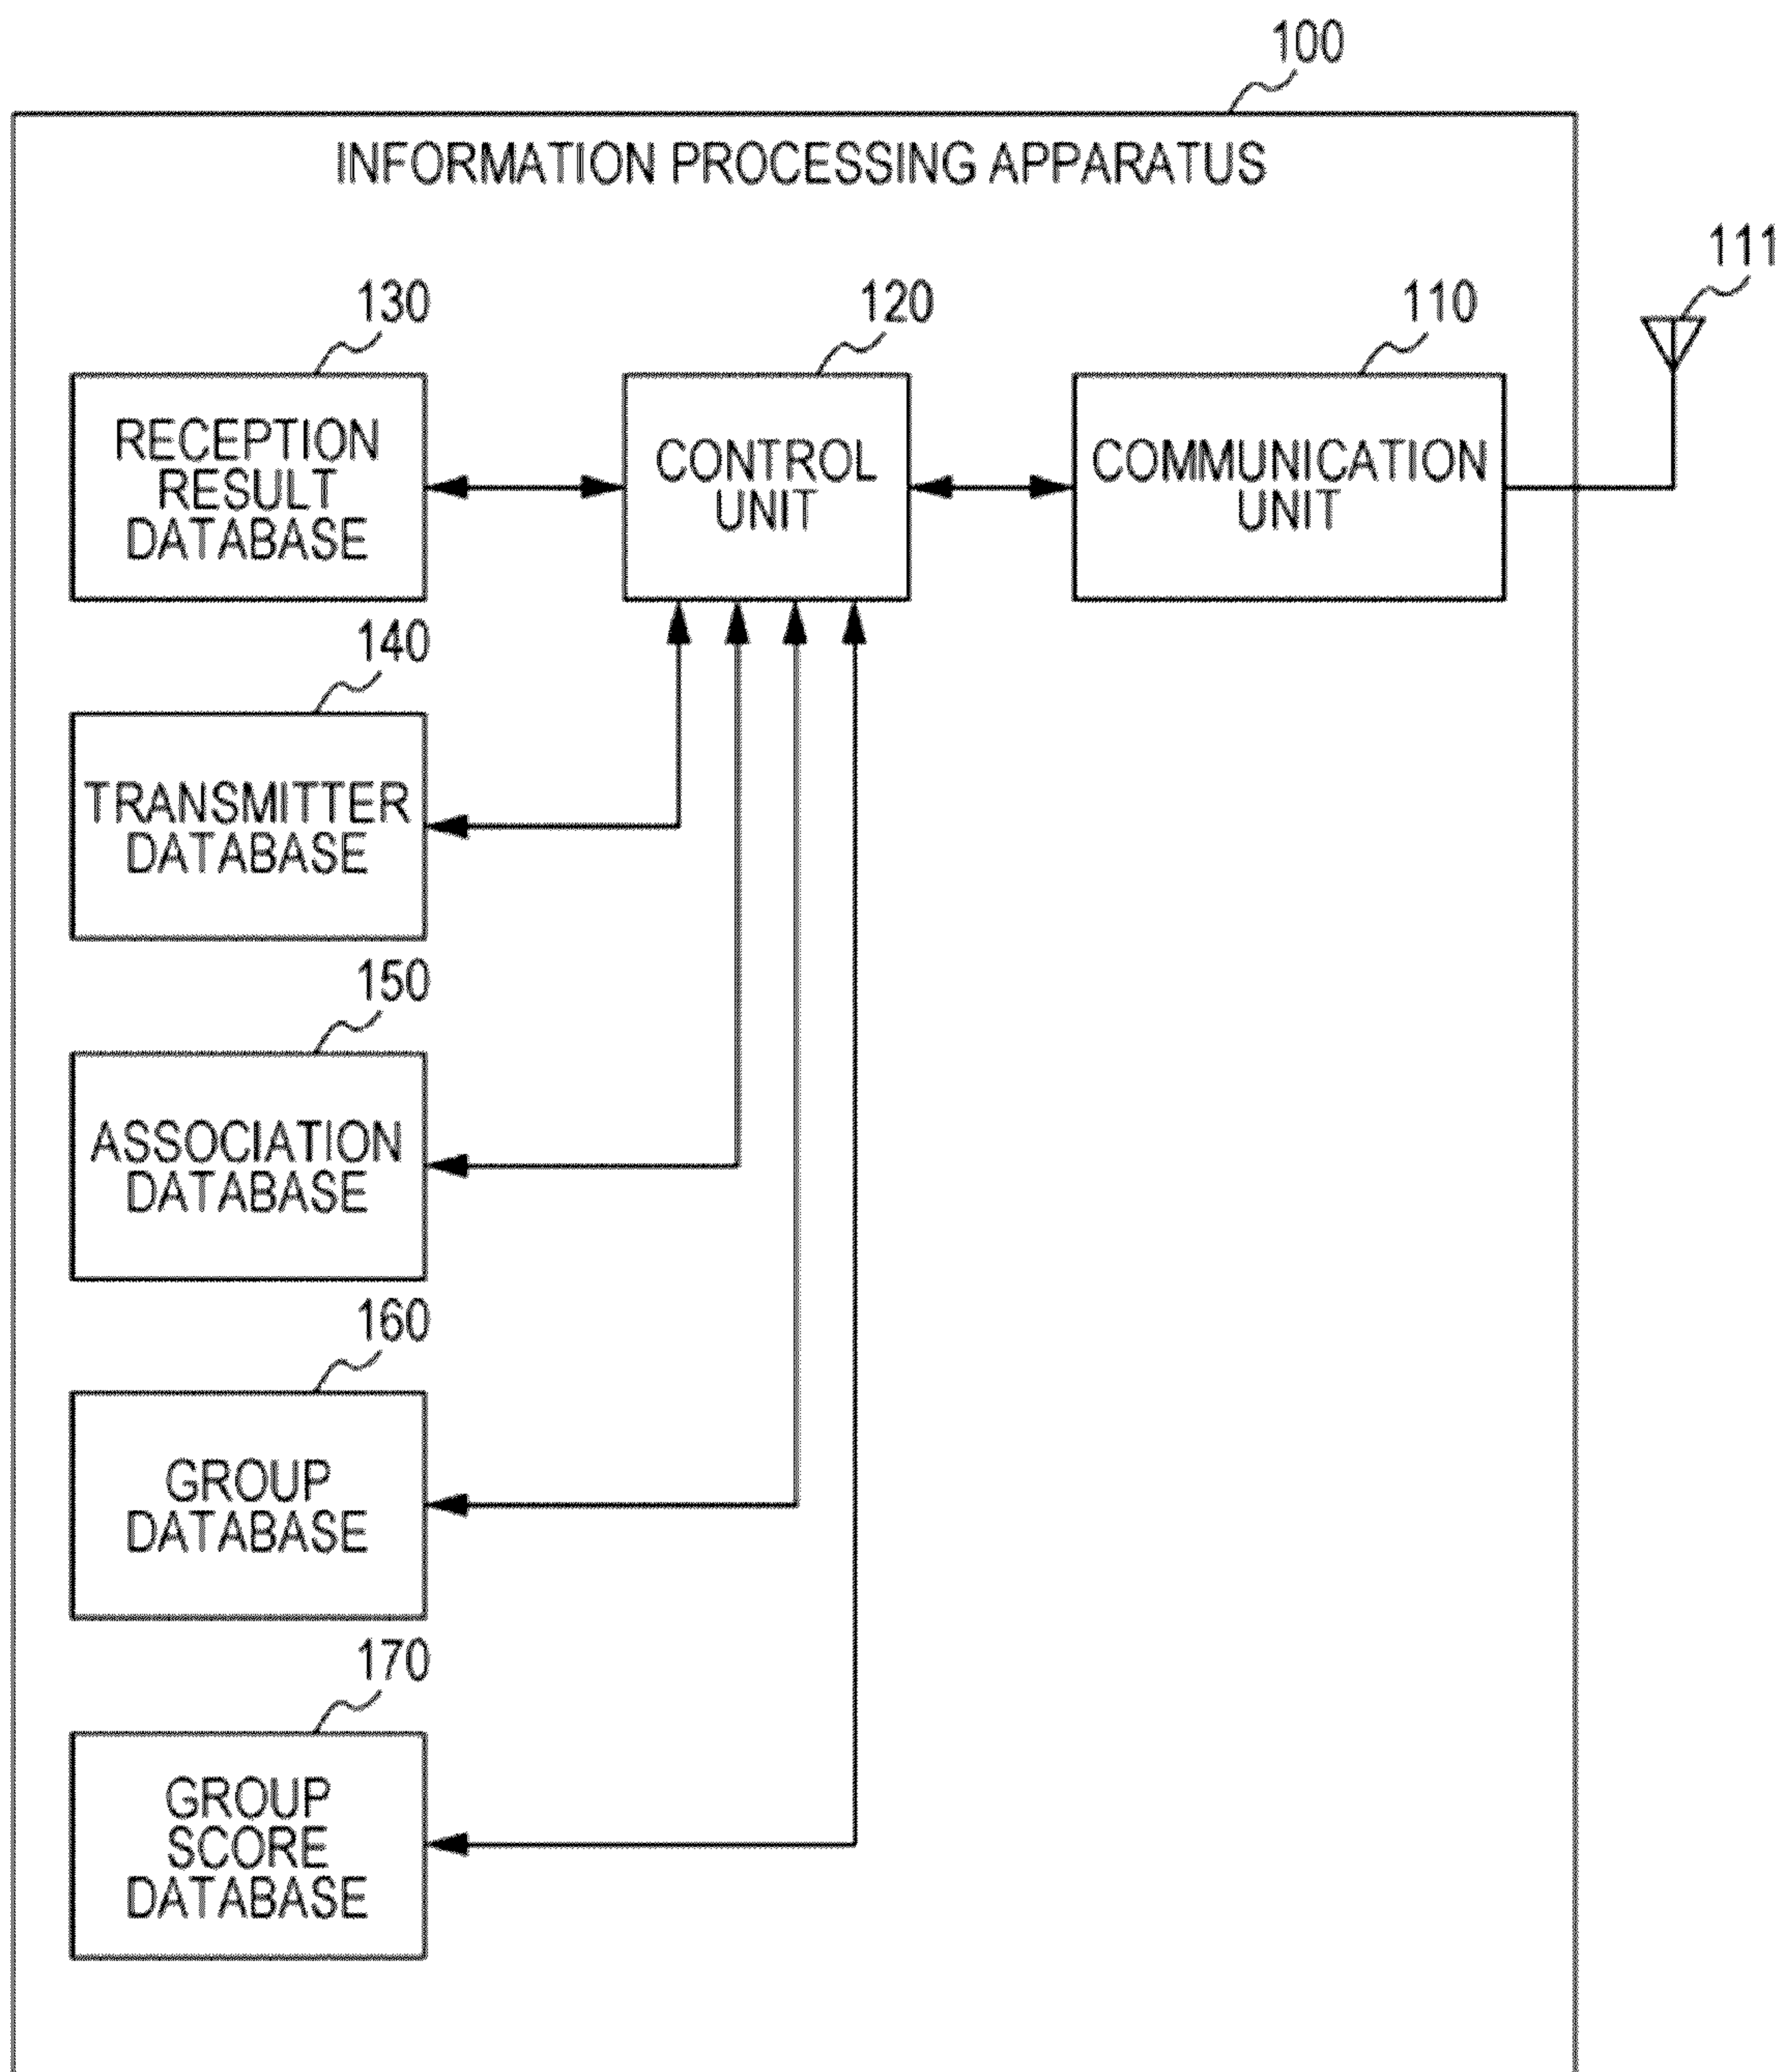 100
INFORMATION PROCESSING APPARATUS
111
130
120
110
RECEPTION
RESULT
DATABASE
CONTROL
UNIT
COMMUNICATION
UNIT
140
TRANSMITTER
DATABASE
150
ASSOCIATION
DATABASE
160
GROUP
DATABASE
170
GROUP
SCORE
DATABASE